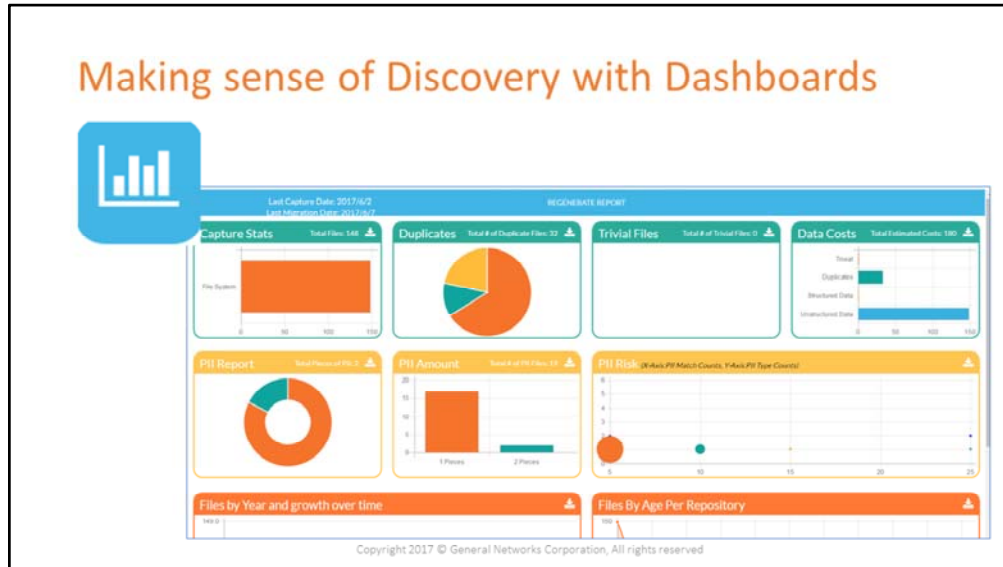 Making sense of Discovery with Dashboards
Last Capture Date: 2017/6/2
Last Migration Date: 2017/6/7
REGENERATE REPORT
Capture Stats Total Files: 148
File System
0 50 100 150
Duplicates Total # of Duplicate Files: 32
Trivial Files Total # of Trivial Files: 0
Data Costs Total Estimated Costs: 180
Trivial
Duplicates
Structured Data
Unstructured Data
0 50 100 150
PII Report Total Pieces of PII:
PII Amount Total # of PII Files: 19
20
15
10
5
0
1 Pieces 2 Pieces
PII Risk (X-Axis PII Match Counts, Y-Axis PII Type Counts)
6
5
4
3
2
1
0
5 10 15 20 25
Files by Year and growth over time
Files By Age Per Repository
Copyright 2017 © General Networks Corporation, All rights reserved